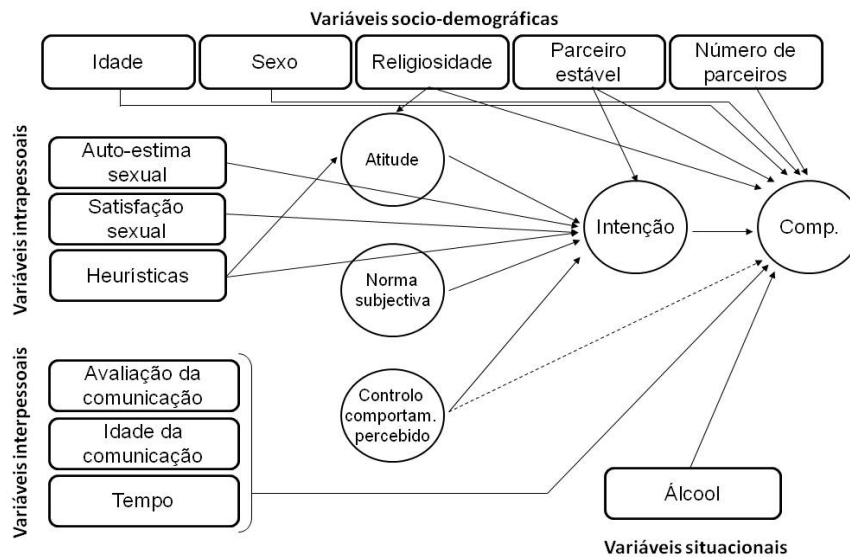 Variáveis socio-demográficas
Idade
Sexo
Religiosidade
Parceiro
estável
Número de
parceiros
Variáveis intrapessoais
Auto-estima
sexual
Satisfação
sexual
Heurísticas
Atitude
Norma
subjectiva
Controlo
comportam.
percebido
Intenção
Comp.
Variáveis interpessoais
Avaliação da
comunicação
Idade da
comunicação
Tempo
Álcool
Variáveis situacionais